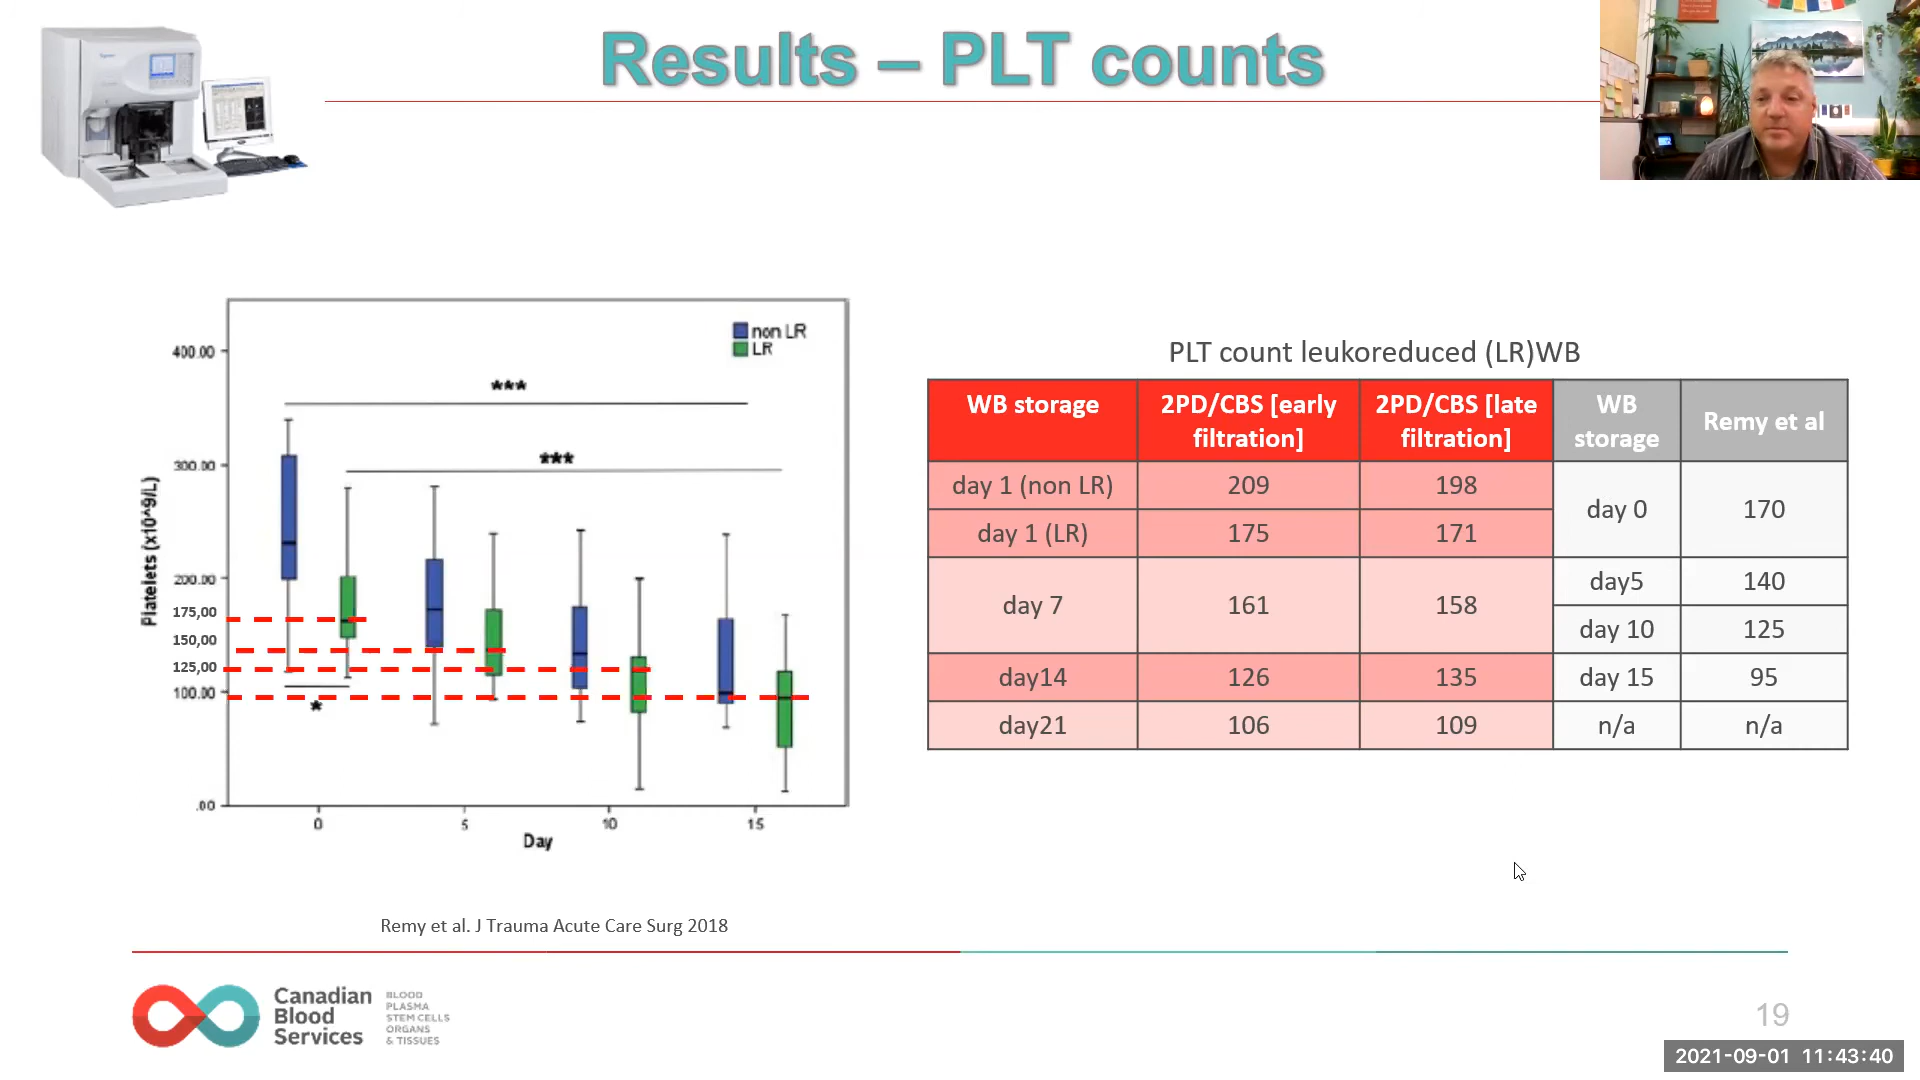 Results – PLT counts
non LR
LR
400.00
***
300.00
***
Platelets (x10^9/L)
200.00
175,00
150,00
125,00
100.00
*
.00
0 5 10 15
Day
PLT count leukoreduced (LR)WB
WB storage 2PD/CBS [early filtration] 2PD/CBS [late filtration] WB storage Remy et al
day 1 (non LR) 209 198 day 0 170
day 1 (LR) 175 171
day 7 161 158 day5 140
day 10 125
day14 126 135 day 15 95
day21 106 109 n/a n/a
Remy et al. J Trauma Acute Care Surg 2018
Canadian
Blood
Services
BLOOD
PLASMA
STEM CELLS
ORGANS
& TISSUES
19
2021-09-01 11:43:40